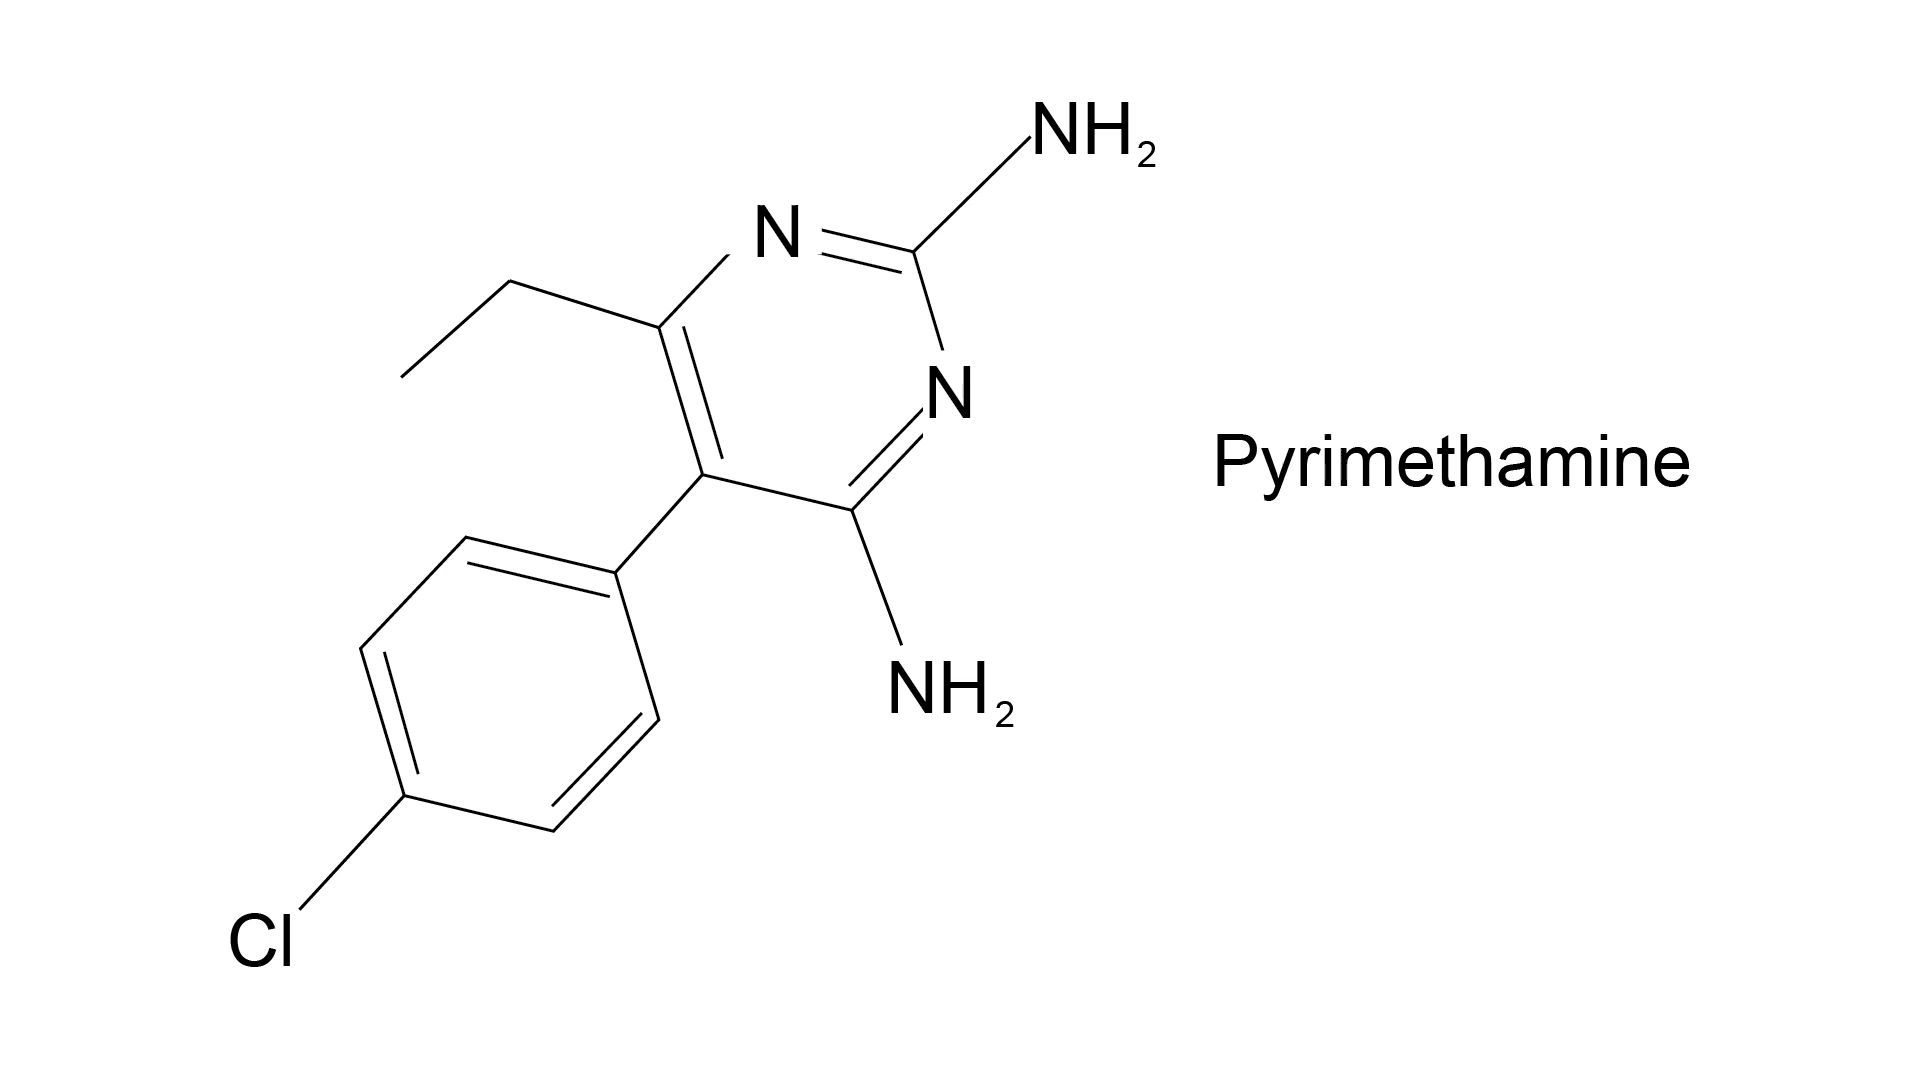 NH₂
N
N
Pyrimethamine
NH₂
Cl